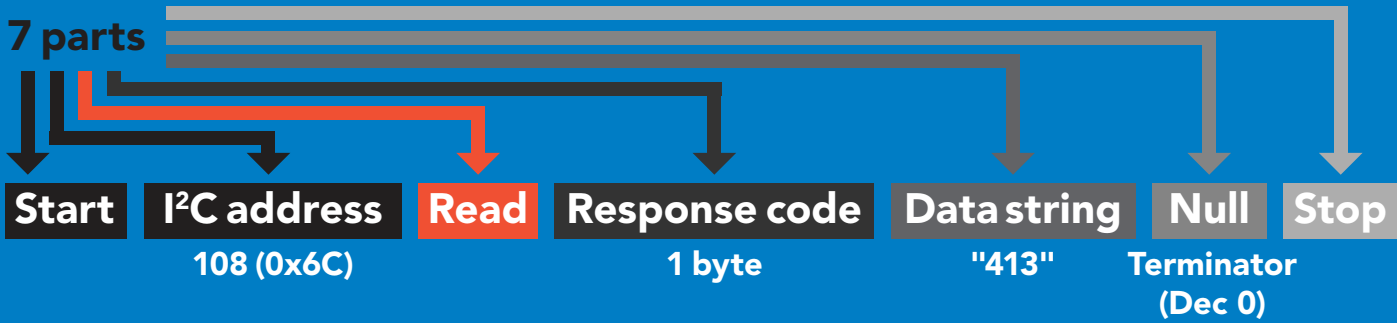 7 parts
Start I²C address Read Response code Data string Null Stop
108 (0x6C) 1 byte "413" Terminator
(Dec 0)